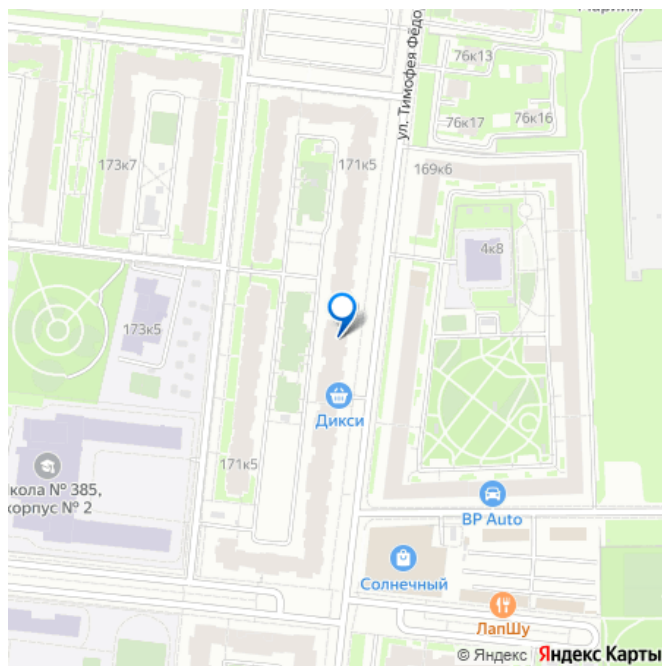 76к13
ул. Тимофея Фёдо
76к17
76к16
173к7
171к5
169к6
4к8
173к5
Дикси
171к5
кола № 385,
корпус № 2
BP Auto
Солнечный
ЛапШу
© Яндекс Яндекс Карты